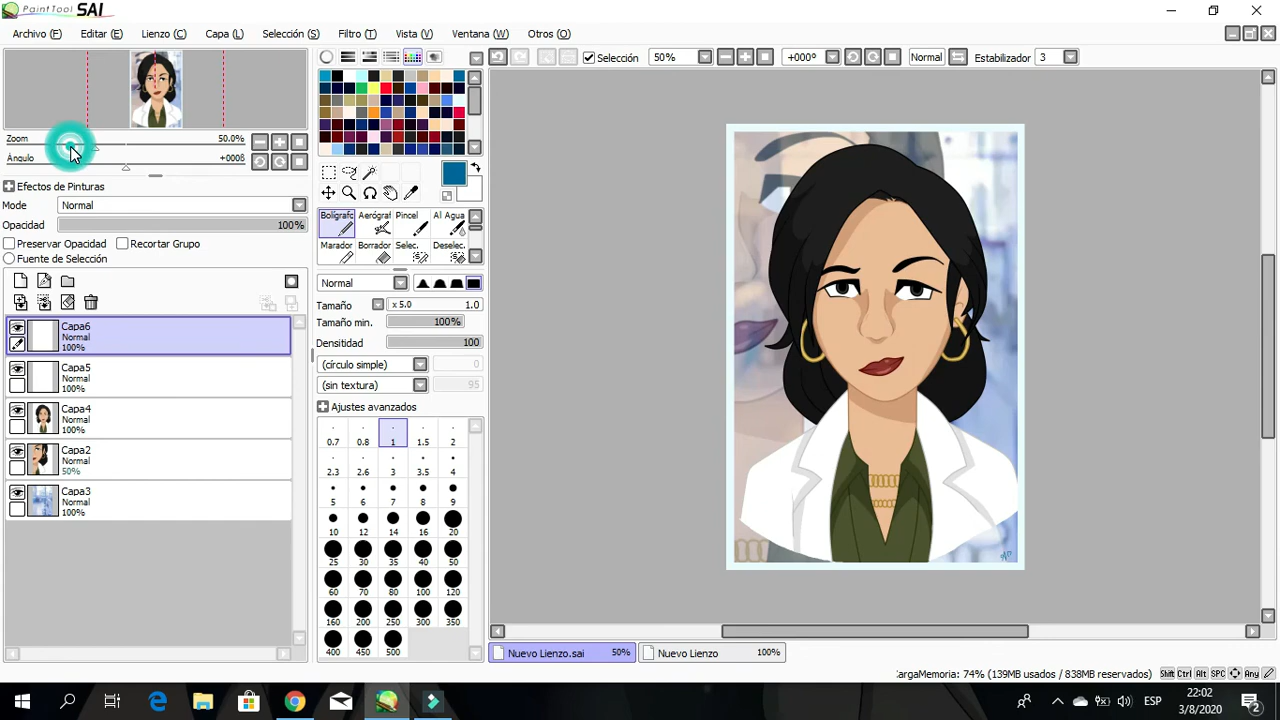 PaintTool SAI
Archivo (F) Editar (E) Lienzo (C) Capa (L) Selección (S) Filtro (T) Vista (V) Ventana (W) Otros (O)
Selección 50% +000º Normal Estabilizador 3
Zoom 50.0%
Ángulo +000ß
Efectos de Pinturas
Mode Normal
Opacidad 100%
Preservar Opacidad Recortar Grupo
Fuente de Selección
Capa6
Normal
100%
Capa5
Normal
100%
Capa4
Normal
100%
Capa2
Normal
50%
Capa3
Normal
100%
Bolígrafo Aerógraf Pincel Al Agua
Marador Borrador Selec. Deselec.
Normal
Tamaño x 5.0 1.0
Tamaño min. 100%
Densitidad 100
(círculo simple) 0
(sin textura) 95
Ajustes avanzados
0.7 0.8 1 1.5 2
2.3 2.6 3 3.5 4
5 6 7 8 9
10 12 14 16 20
25 30 35 40 50
60 70 80 100 120
160 200 250 300 350
400 450 500
Nuevo Lienzo.sai 50% Nuevo Lienzo 100%
CargaMemoria: 74% (139MB usados / 838MB reservados) Shift Ctrl Alt SPC Any
ESP
22:02
3/8/2020
2